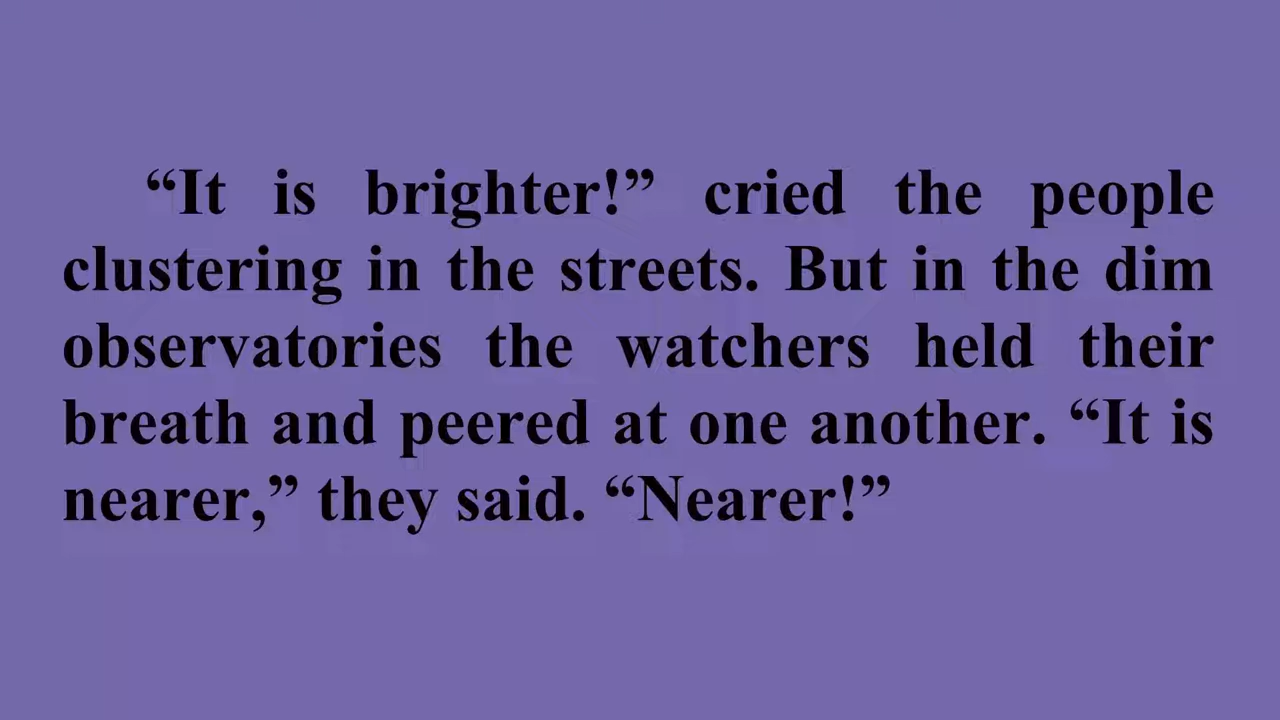 “It is brighter!” cried the people
clustering in the streets. But in the dim
observatories the watchers held their
breath and peered at one another. “It is
nearer,” they said. “Nearer!”